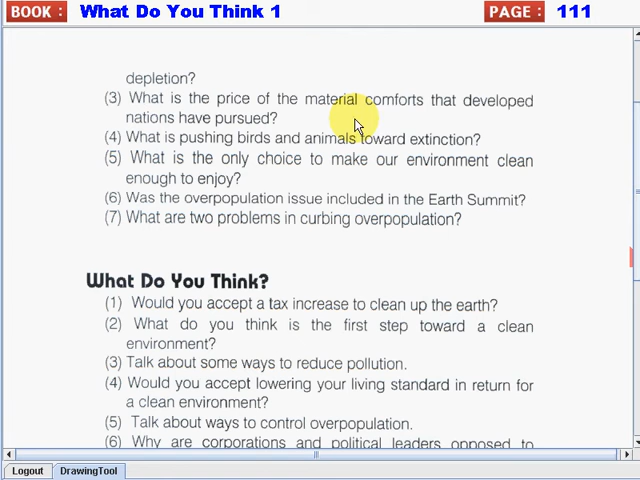 BOOK : What Do You Think 1 PAGE : 111
depletion?
(3) What is the price of the material comforts that developed
nations have pursued?
(4) What is pushing birds and animals toward extinction?
(5) What is the only choice to make our environment clean
enough to enjoy?
(6) Was the overpopulation issue included in the Earth Summit?
(7) What are two problems in curbing overpopulation?
What Do You Think?
(1) Would you accept a tax increase to clean up the earth?
(2) What do you think is the first step toward a clean
environment?
(3) Talk about some ways to reduce pollution.
(4) Would you accept lowering your living standard in return for
a clean environment?
(5) Talk about ways to control overpopulation.
(6) Why are corporations and political leaders opposed to
Logout DrawingTool